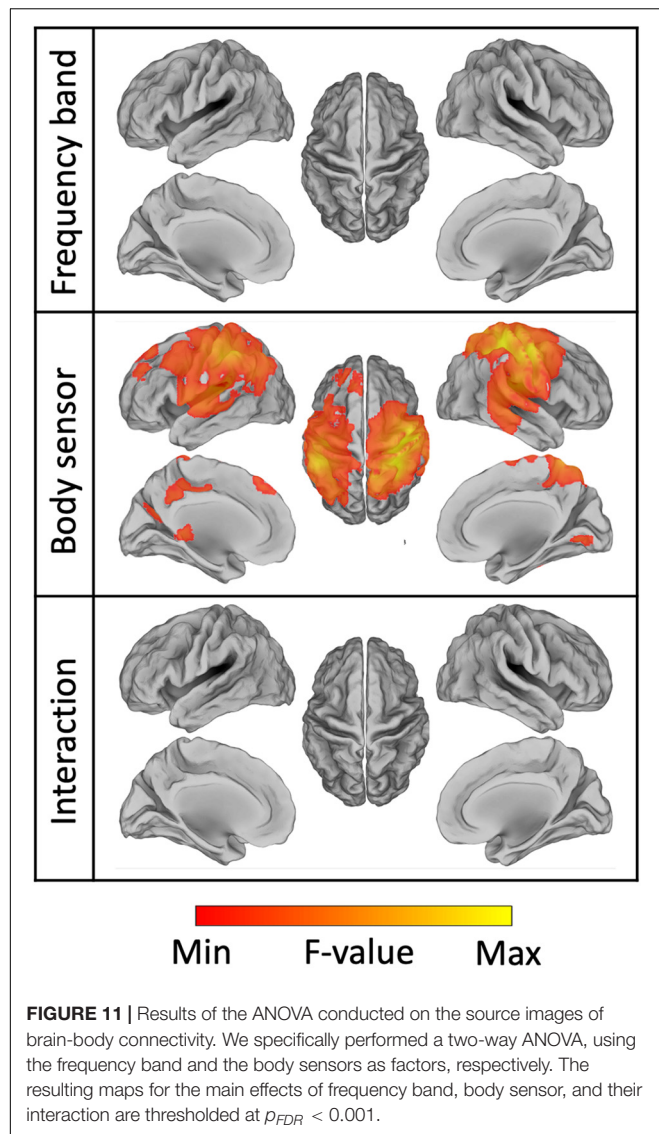 Frequency band
Body sensor
Interaction
Min F-value Max
FIGURE 11 | Results of the ANOVA conducted on the source images of
brain-body connectivity. We specifically performed a two-way ANOVA, using
the frequency band and the body sensors as factors, respectively. The
resulting maps for the main effects of frequency band, body sensor, and their
interaction are thresholded at pFDR < 0.001.